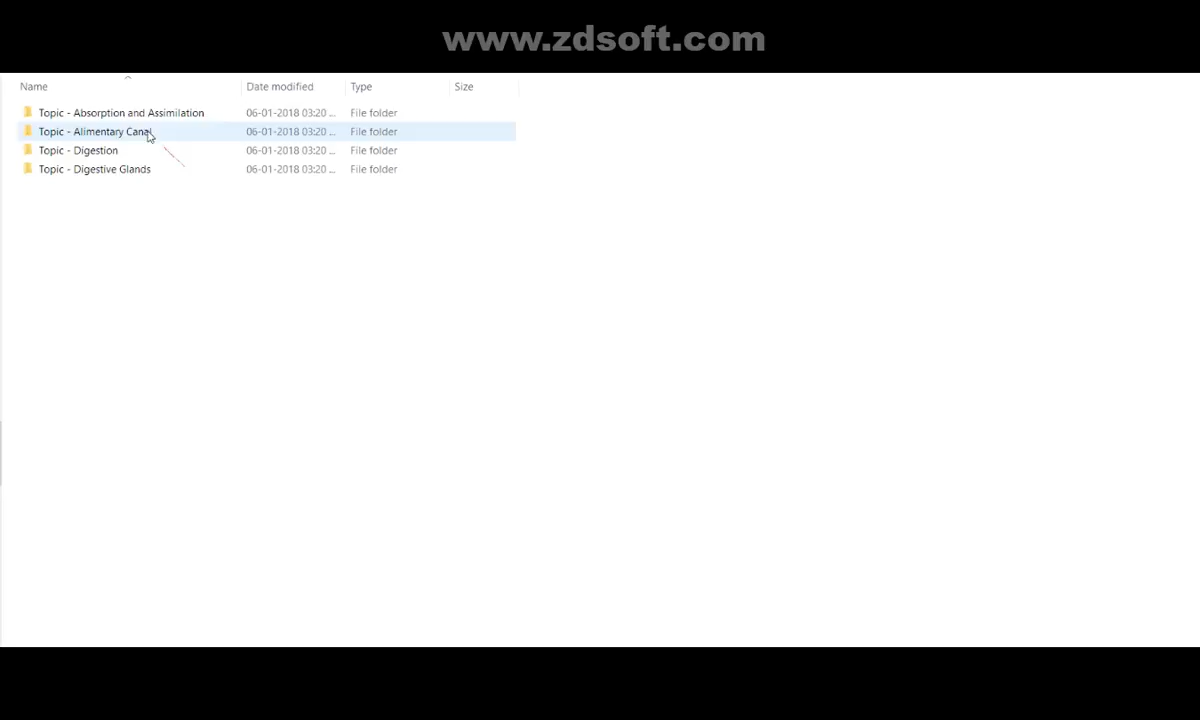 www.zdsoft.com
Name Date modified Type Size
Topic - Absorption and Assimilation 06-01-2018 03:20 ... File folder
Topic - Alimentary Canal 06-01-2018 03:20 ... File folder
Topic - Digestion 06-01-2018 03:20 ... File folder
Topic - Digestive Glands 06-01-2018 03:20 ... File folder